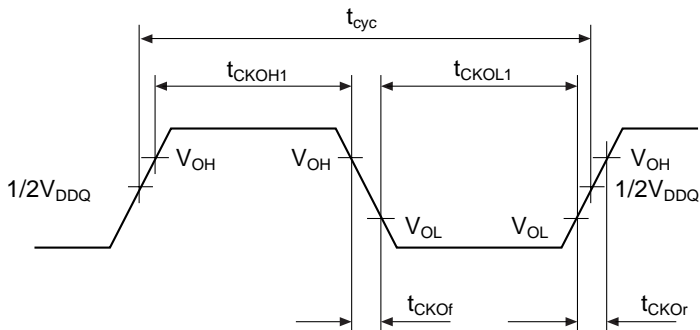 tcyc
tCKOH1 tCKOL1
VOH VOH VOH
1/2VDDQ 1/2VDDQ
VOL VOL
tCKOf tCKOr